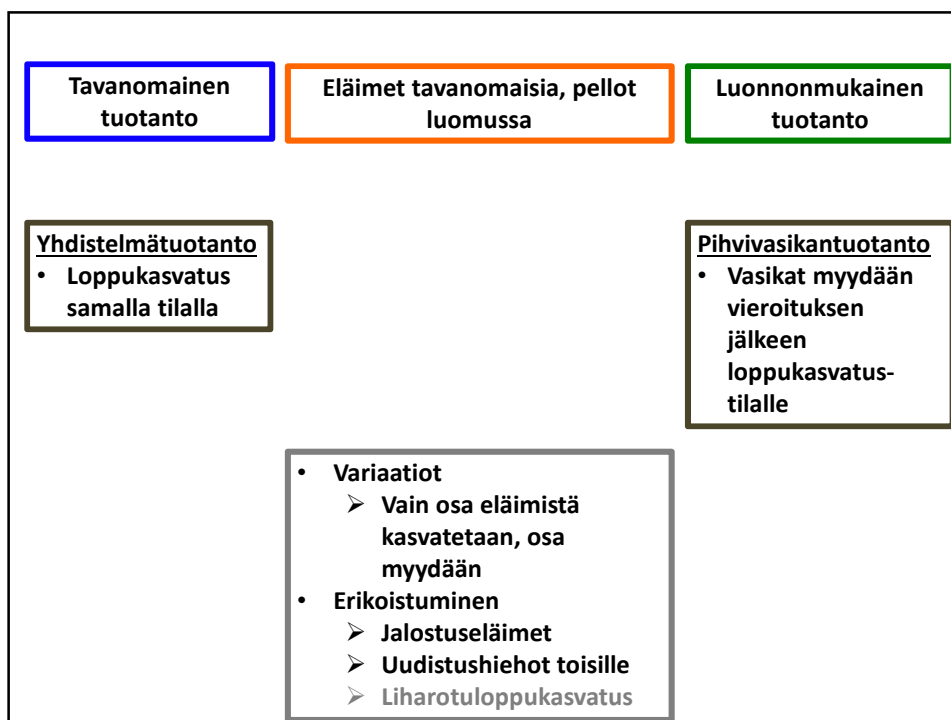 Tavanomainen
tuotanto
Eläimet tavanomaisia, pellot
luomussa
Luonnonmukainen
tuotanto
Yhdistelmätuotanto
• Loppukasvatus
samalla tilalla
Pihvivasikantuotanto
• Vasikat myydään
vieroituksen
jälkeen
loppukasvatus-
tilalle
• Variaatiot
➢ Vain osa eläimistä
kasvatetaan, osa
myydään
• Erikoistuminen
➢ Jalostuseläimet
➢ Uudistushiehot toisille
➢ Liharotuloppukasvatus